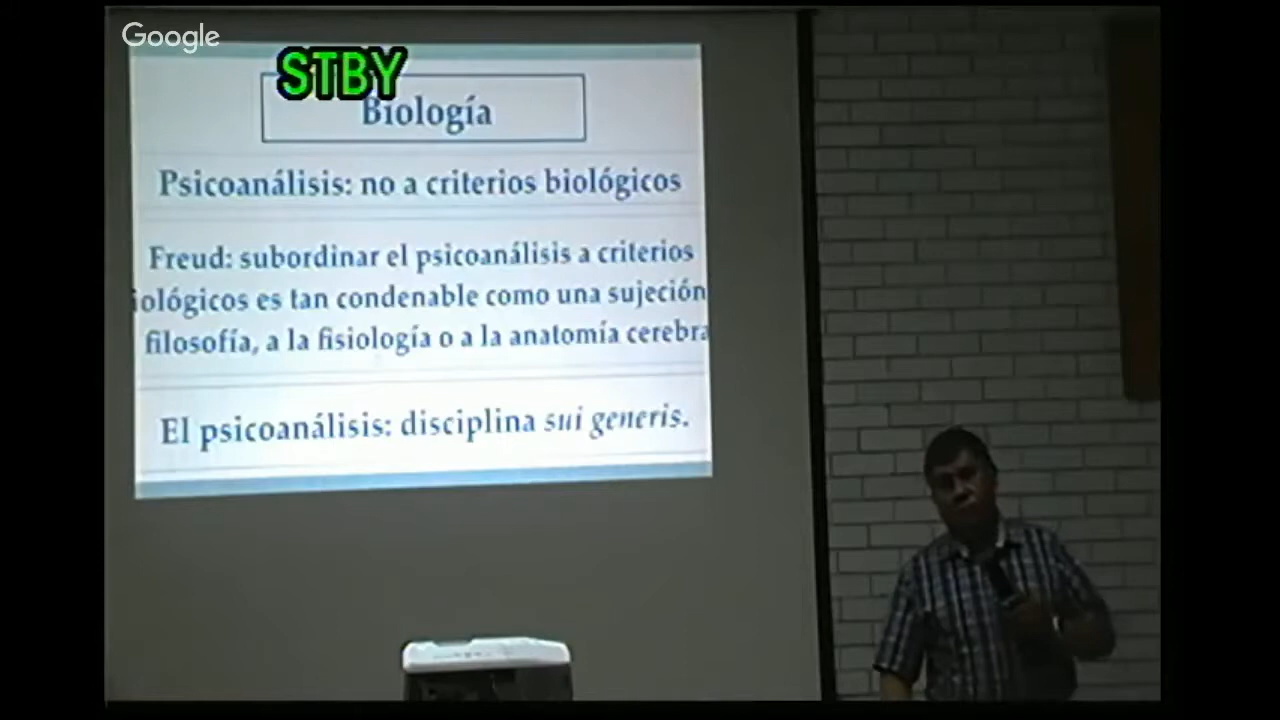 Google
STBY
Biología
Psicoanálisis: no a criterios biológicos
Freud: subordinar el psicoanálisis a criterios
iológicos es tan condenable como una sujeción
filosofía, a la fisiología o a la anatomía cerebra
El psicoanálisis: disciplina sui generis.